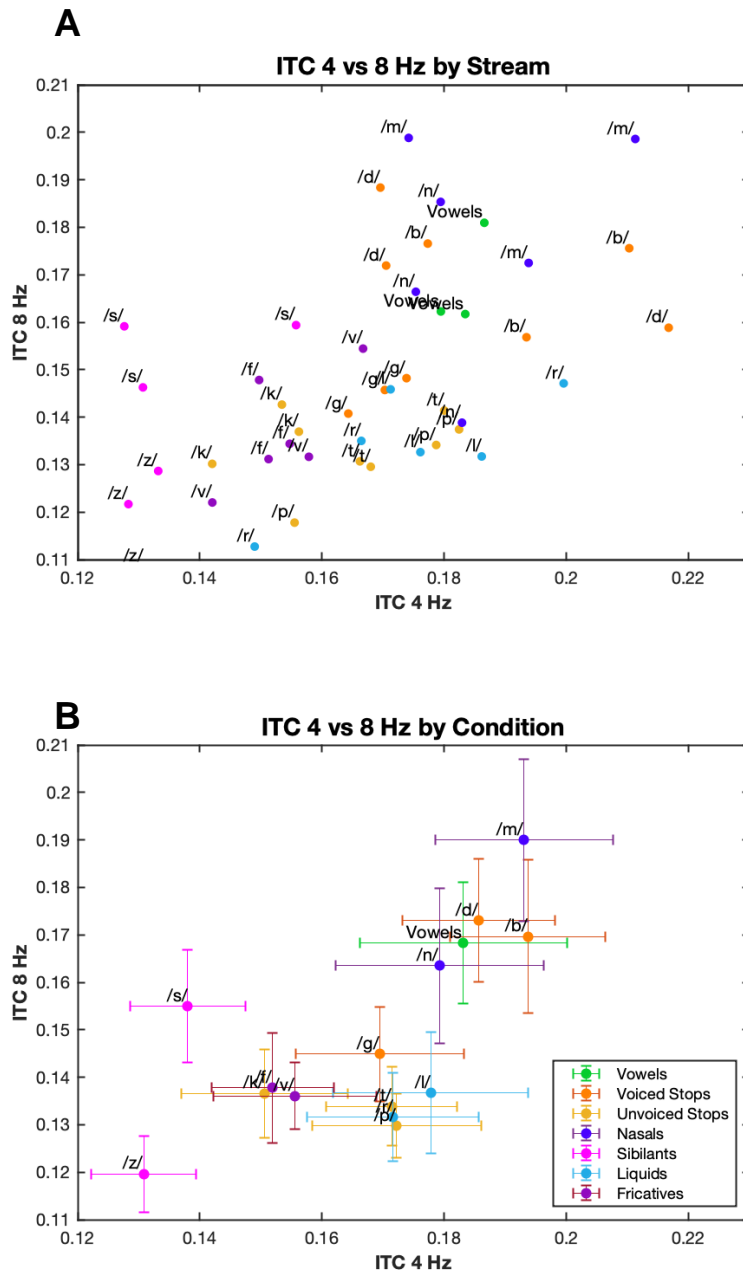 A
ITC 4 vs 8 Hz by Stream
0.21
0.2
0.19
0.18
0.17
0.16
0.15
0.14
0.13
0.12
0.11
ITC 8 Hz
/m/
/m/
/d/
/n/
Vowels
/b/
/b/
/d/
/m/
/n/
Vowels
Vowels
/s/
/s/
/b/
/d/
/v/
/s/
/f/
/g/
/l/
/g/
/r/
/k/
/g/
/t/
/n/
/k/
/p/
/f/
/r/
/v/
/p/
/l/
/l/
/z/
/k/
/f/
/t/
/t/
/z/
/v/
/p/
/r/
/z/
0.12
0.14
0.16
0.18
0.2
0.22
ITC 4 Hz
B
ITC 4 vs 8 Hz by Condition
0.21
0.2
0.19
0.18
0.17
0.16
0.15
0.14
0.13
0.12
0.11
ITC 8 Hz
/m/
/d/
/b/
Vowels
/n/
/s/
/g/
/k/
/f/
/v/
/l/
/t/
/r/
/p/
/z/
Vowels
Voiced Stops
Unvoiced Stops
Nasals
Sibilants
Liquids
Fricatives
0.12
0.14
0.16
0.18
0.2
0.22
ITC 4 Hz